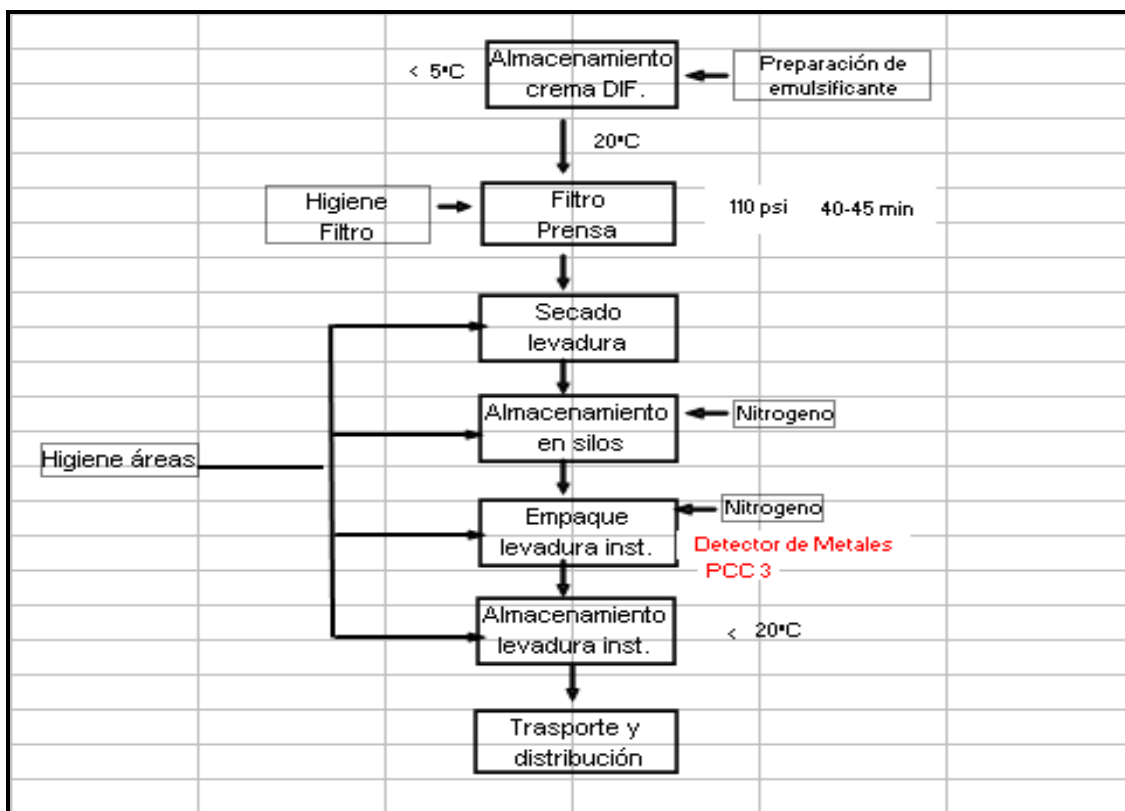 < 5°C
Almacenamiento
crema DIF.
Preparación de
emulsificante
20°C
Higiene
Filtro
Filtro
Prensa
110 psi 40-45 min
Secado
levadura
Almacenamiento
en silos
Nitrogeno
Higiene áreas
Empaque
levadura inst.
Nitrogeno
Detector de Metales
PCC 3
Almacenamiento
levadura inst.
< 20°C
Trasporte y
distribución